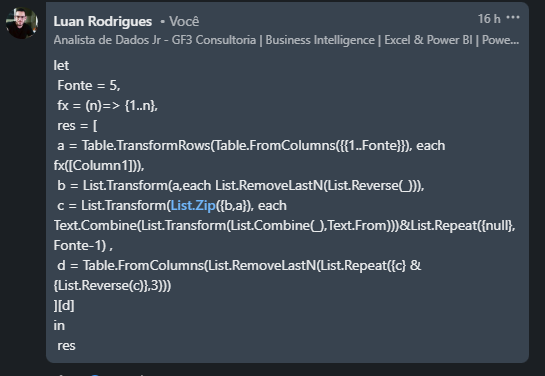 Luan Rodrigues • Você
16 h ...
Analista de Dados Jr - GF3 Consultoria | Business Intelligence | Excel & Power BI | Powe...
let
Fonte = 5,
fx = (n)=> {1..n},
res = [
a = Table.TransformRows(Table.FromColumns({{1..Fonte}}), each
fx([Column1])),
b = List.Transform(a,each List.RemoveLastN(List.Reverse(_))),
c = List.Transform(List.Zip({b,a}), each
Text.Combine(List.Transform(List.Combine(_),Text.From)))&List.Repeat({null},
Fonte-1) ,
d = Table.FromColumns(List.RemoveLastN(List.Repeat({c} &
{List.Reverse(c)},3)))
][d]
in
res